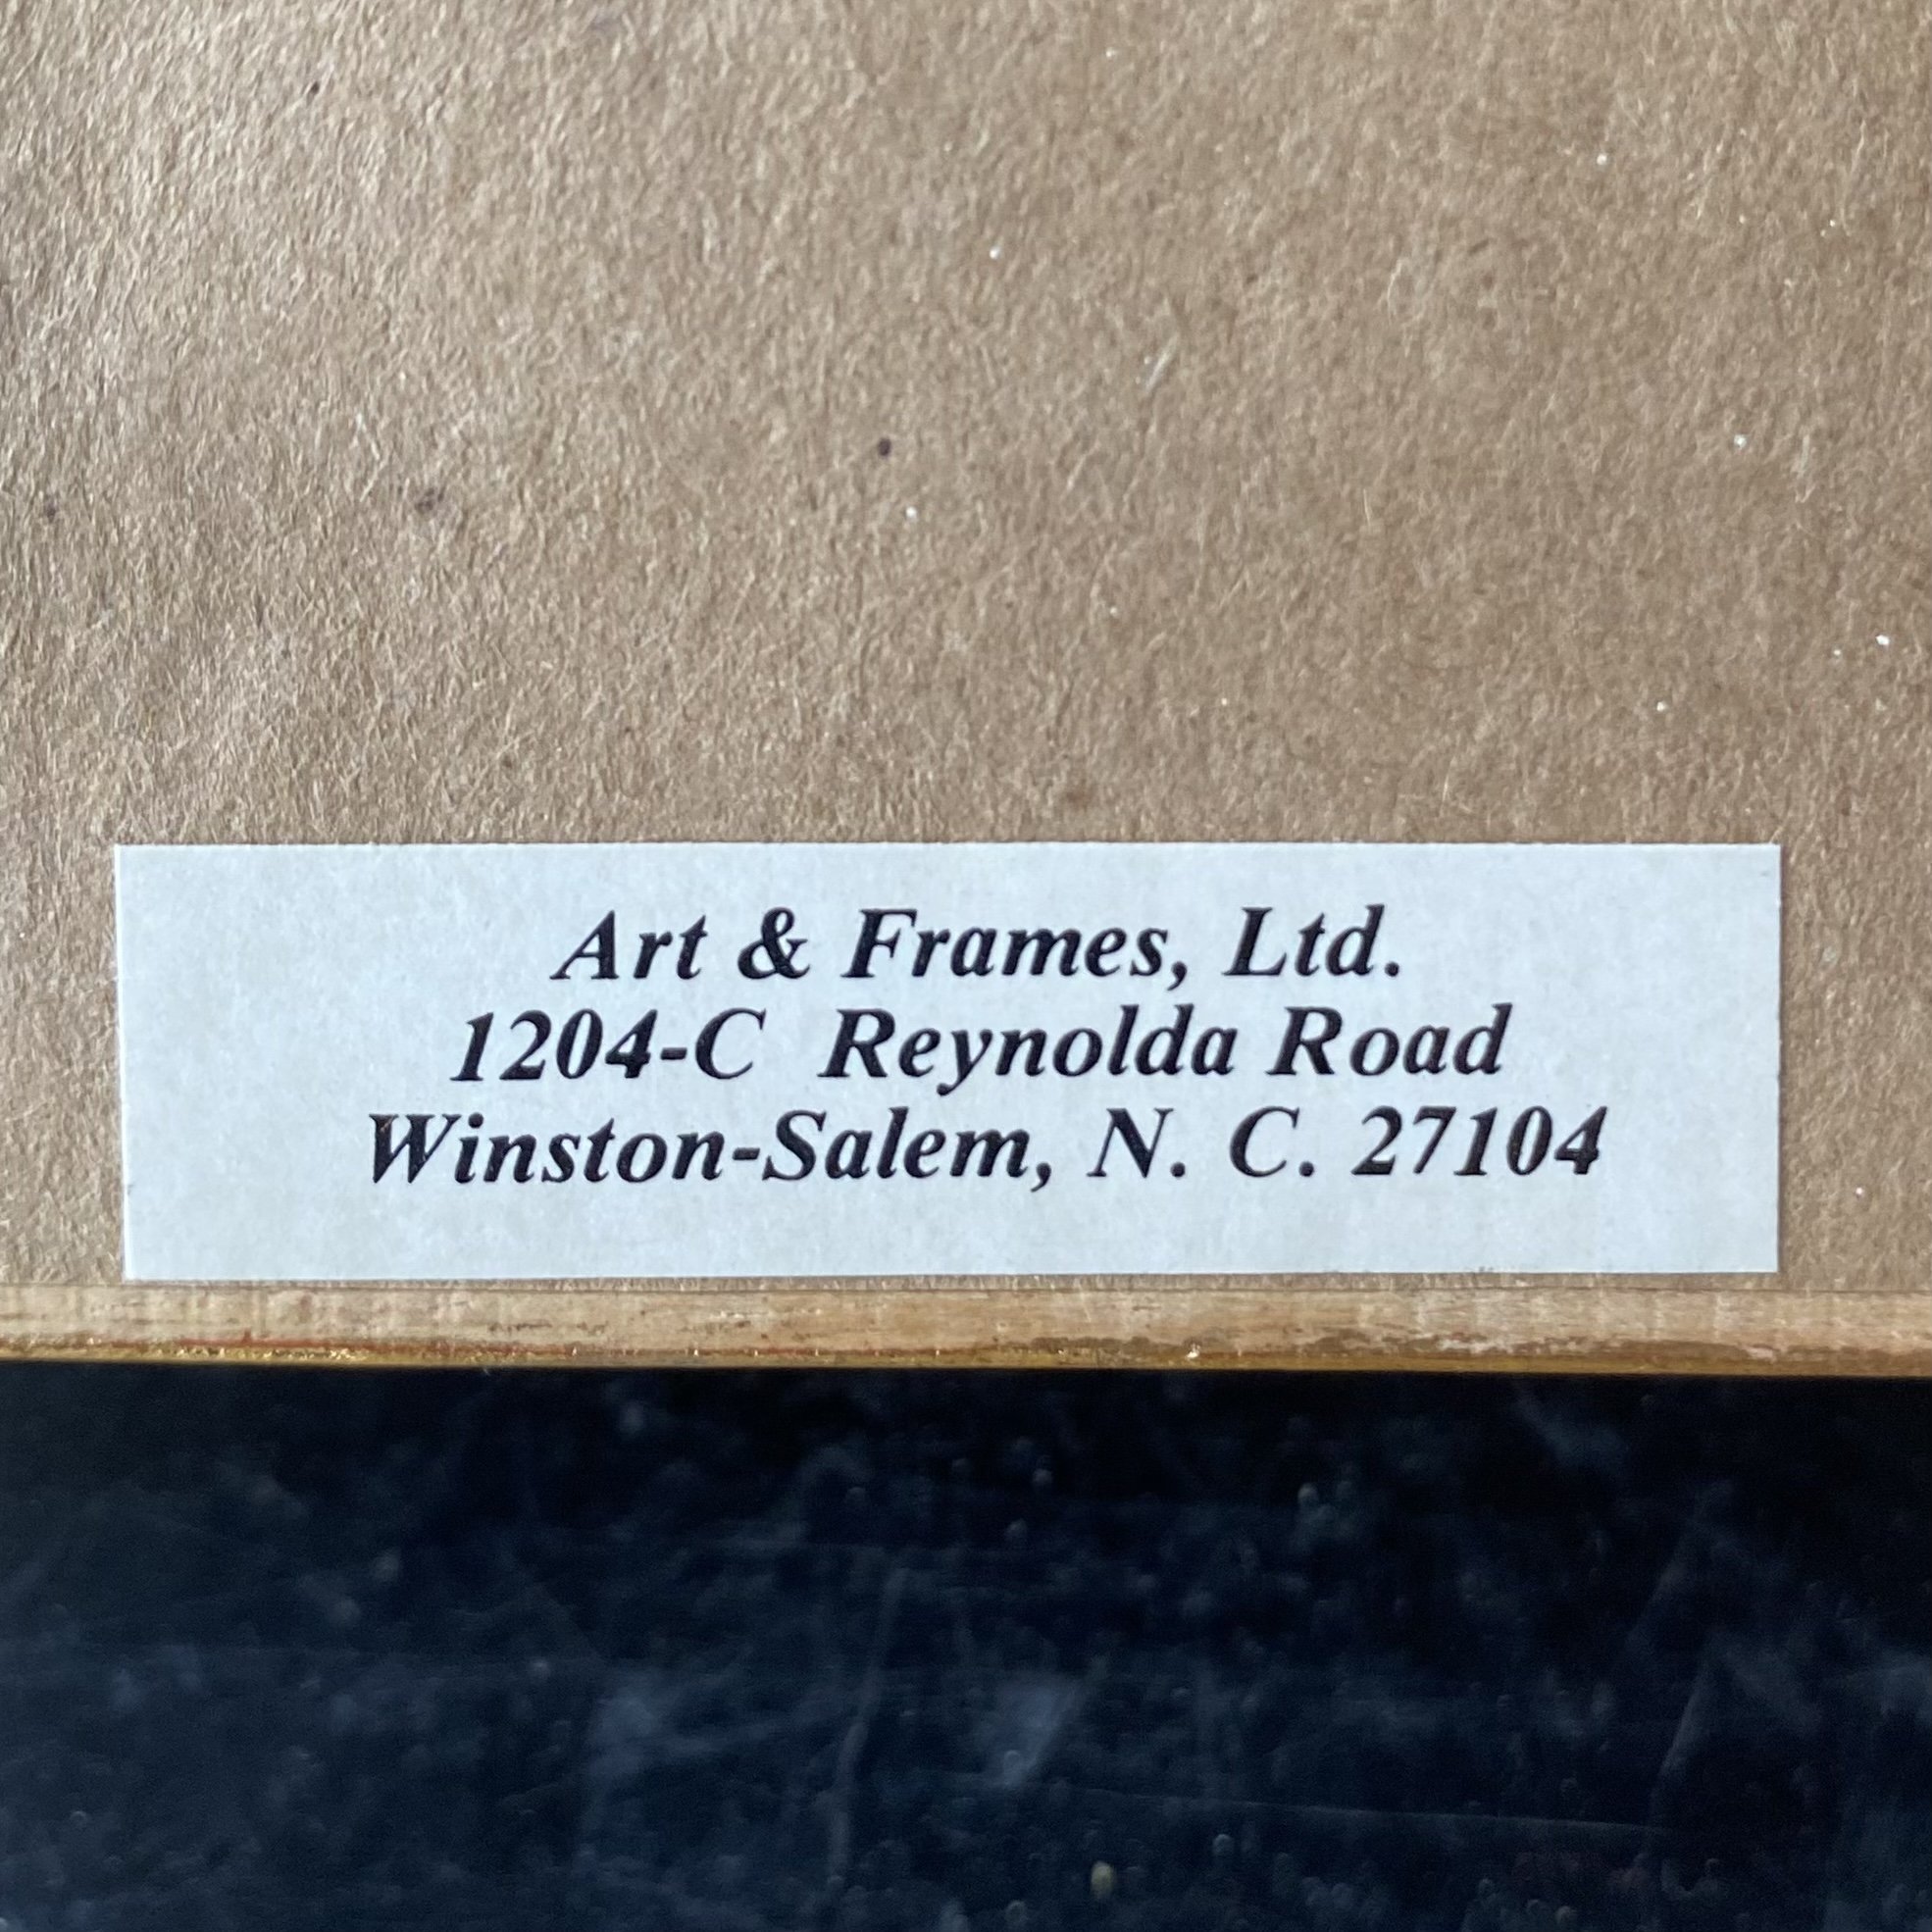 Art & Frames, Ltd.
1204-C Reynolda Road
Winston-Salem, N. C. 27104